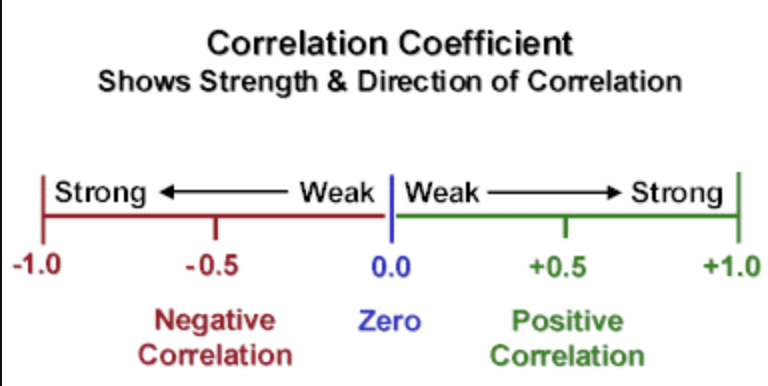 Correlation Coefficient
Shows Strength & Direction of Correlation
Strong Weak Weak Strong
-1.0 -0.5 0.0 +0.5 +1.0
Negative Correlation Zero Positive Correlation